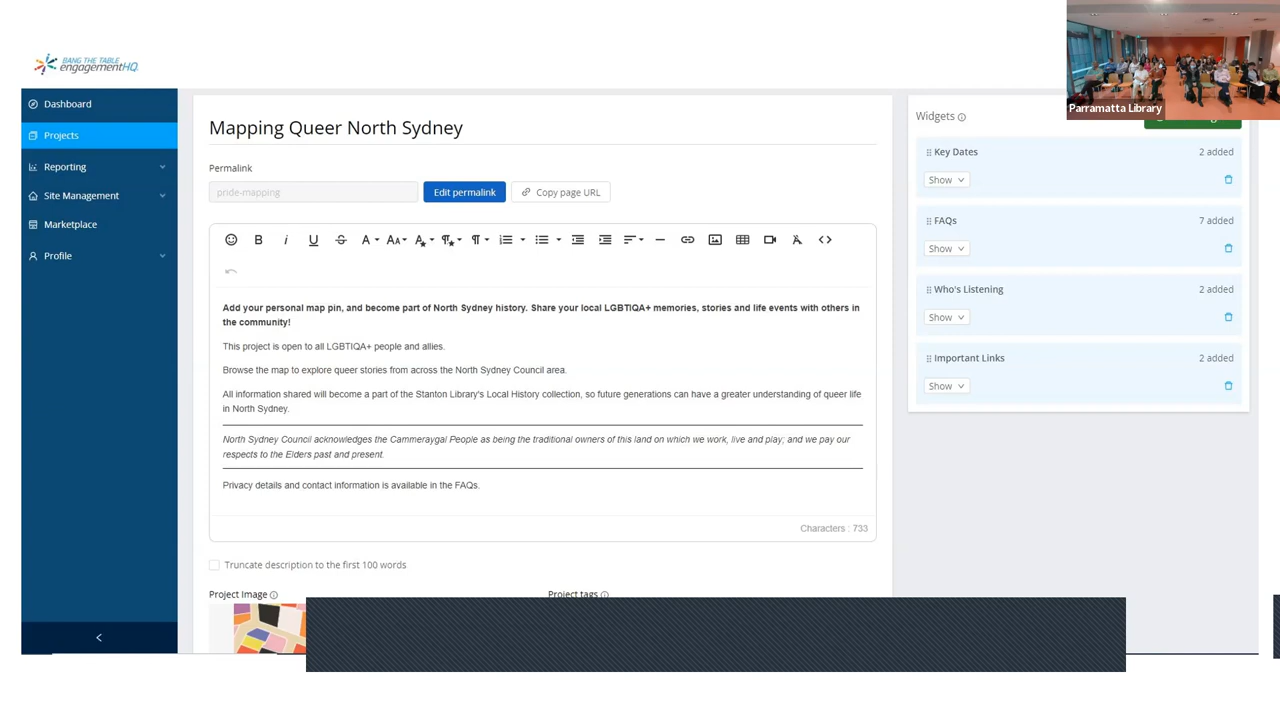 BANG THE TABLE
engagementHQ
Parramatta Library
Dashboard
Projects
Reporting
Site Management
Marketplace
Profile
Mapping Queer North Sydney
Permalink
pride-mapping
Edit permalink
Copy page URL
Add your personal map pin, and become part of North Sydney history. Share your local LGBTIQA+ memories, stories and life events with others in
the community!
This project is open to all LGBTIQA+ people and allies.
Browse the map to explore queer stories from across the North Sydney Council area.
All information shared will become a part of the Stanton Library's Local History collection, so future generations can have a greater understanding of queer life
in North Sydney.
North Sydney Council acknowledges the Cammeraygal People as being the traditional owners of this land on which we work, live and play; and we pay our
respects to the Elders past and present.
Privacy details and contact information is available in the FAQs.
Characters : 733
Truncate description to the first 100 words
Project Image
Project tags
Widgets
Key Dates
2 added
Show
FAQs
7 added
Show
Who's Listening
2 added
Show
Important Links
2 added
Show